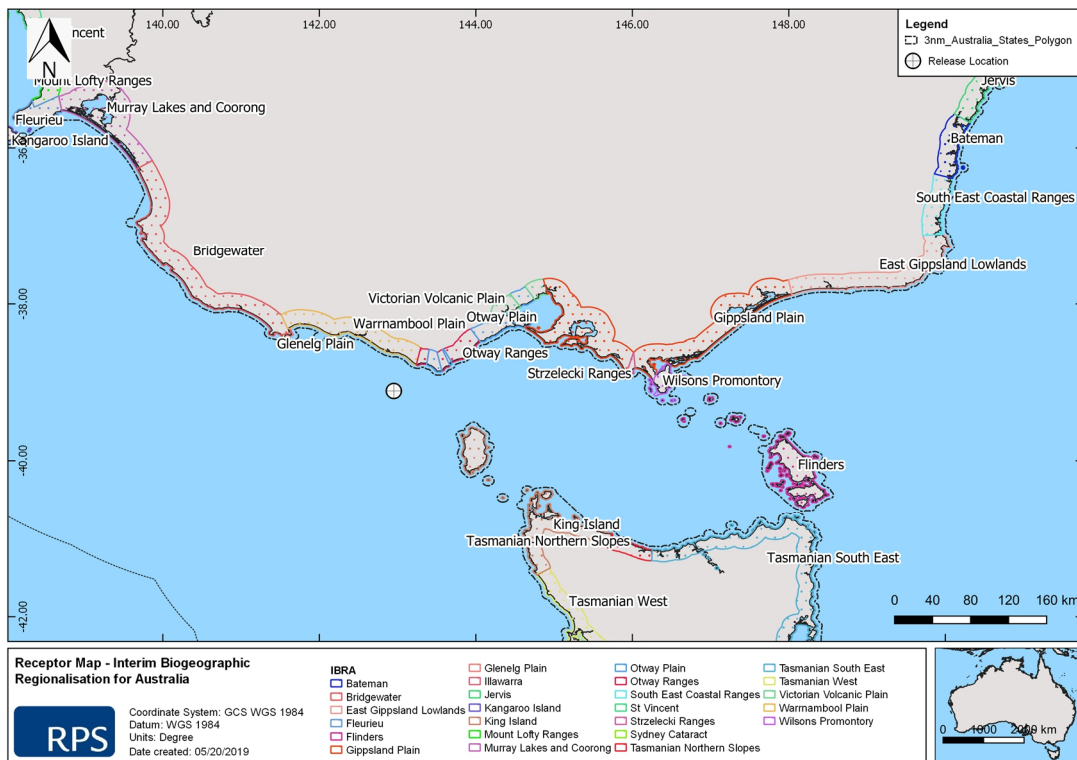 140.00
142.00
144.00
146.00
148.00
Legend
3nm_Australia_States_Polygon
Release Location
N
ncent
Mount Lofty Ranges
Murray Lakes and Coorong
Fleurieu
Kangaroo Island
-36.00
Jervis
Bateman
South East Coastal Ranges
Bridgewater
East Gippsland Lowlands
-38.00
Victorian Volcanic Plain
Otway Plain
Warrnambool Plain
Gippsland Plain
Glenelg Plain
Otway Ranges
Strzelecki Ranges
Wilsons Promontory
-40.00
Flinders
King Island
Tasmanian Northern Slopes
Tasmanian South East
Tasmanian West
-42.00
0 40 80 120 160 km
Receptor Map - Interim Biogeographic
Regionalisation for Australia
RPS
Coordinate System: GCS WGS 1984
Datum: WGS 1984
Units: Degree
Date created: 05/20/2019
IBRA
Bateman
Bridgewater
East Gippsland Lowlands
Fleurieu
Flinders
Gippsland Plain
Glenelg Plain
Illawarra
Jervis
Kangaroo Island
King Island
Mount Lofty Ranges
Murray Lakes and Coorong
Otway Plain
Otway Ranges
South East Coastal Ranges
St Vincent
Strzelecki Ranges
Sydney Cataract
Tasmanian Northern Slopes
Tasmanian South East
Tasmanian West
Victorian Volcanic Plain
Warrnambool Plain
Wilsons Promontory
0 1000 2000 km